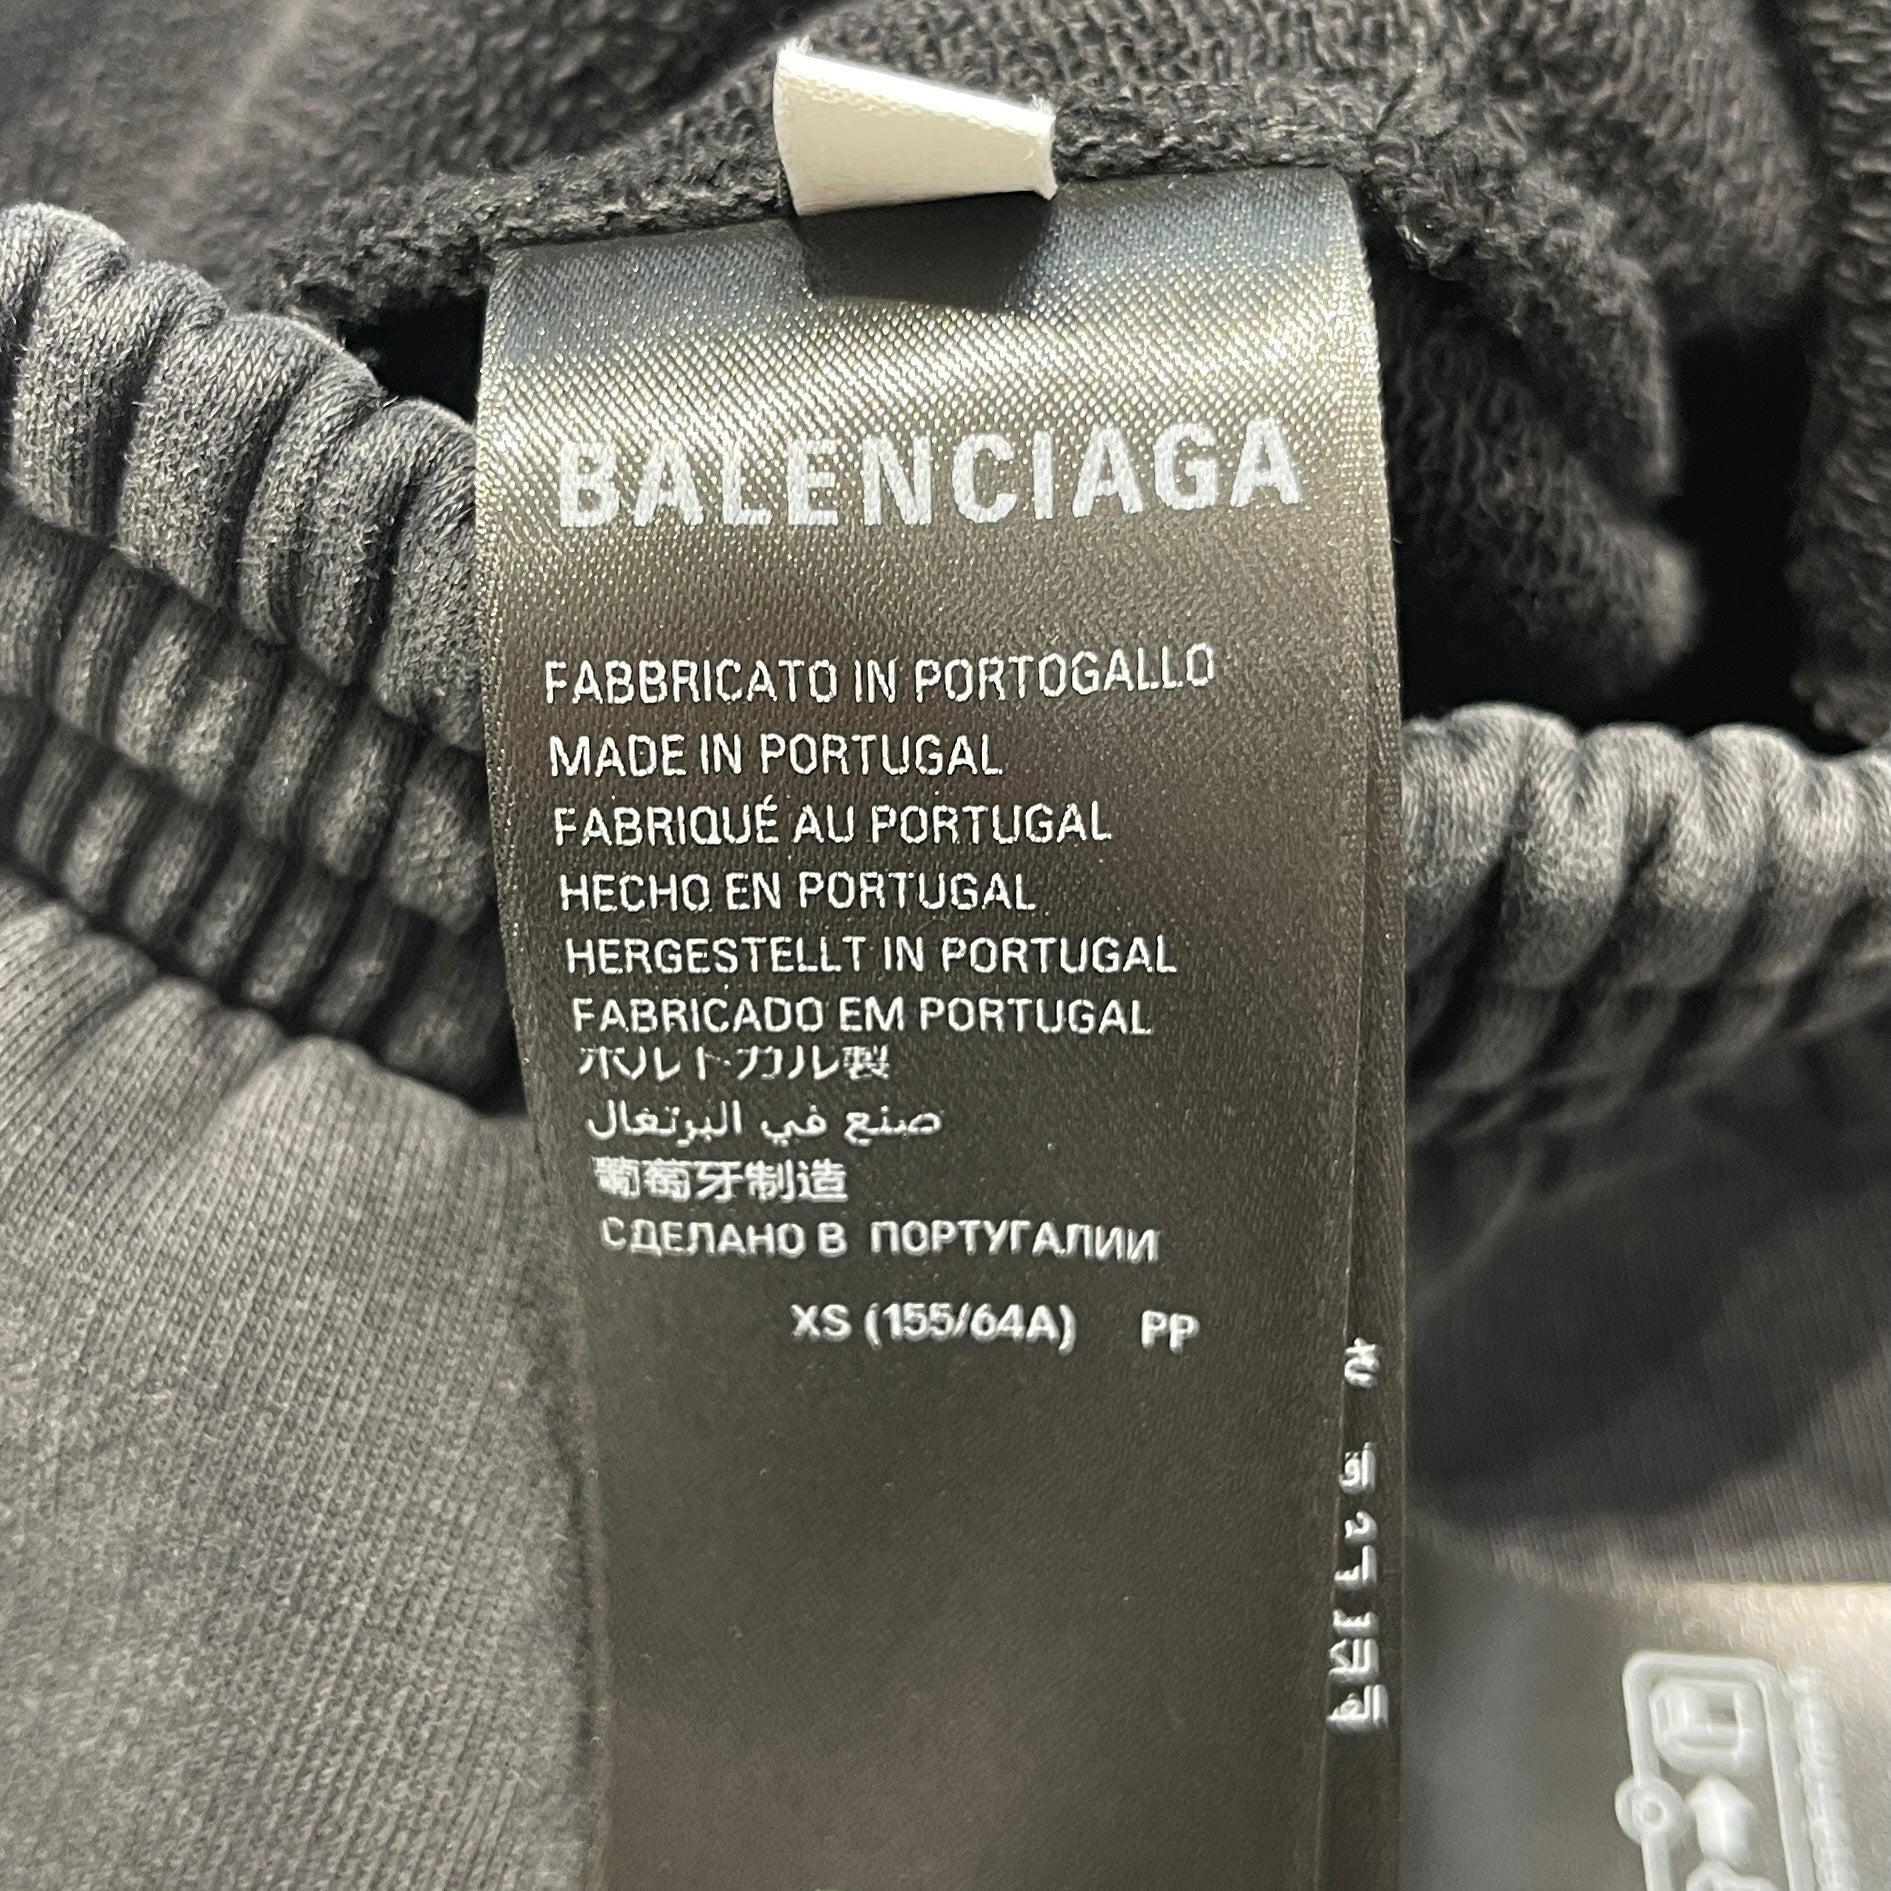 BALENCIAGA
FABBRICATO IN PORTOGALLO
MADE IN PORTUGAL
FABRIQUÉ AU PORTUGAL
HECHO EN PORTUGAL
HERGESTELLT IN PORTUGAL
FABRICADO EM PORTUGAL
ポルトガル製
صنع في البرتغال
葡萄牙制造
СДЕЛАНО В ПОРТУГАЛИИ
XS (155/64A) PP